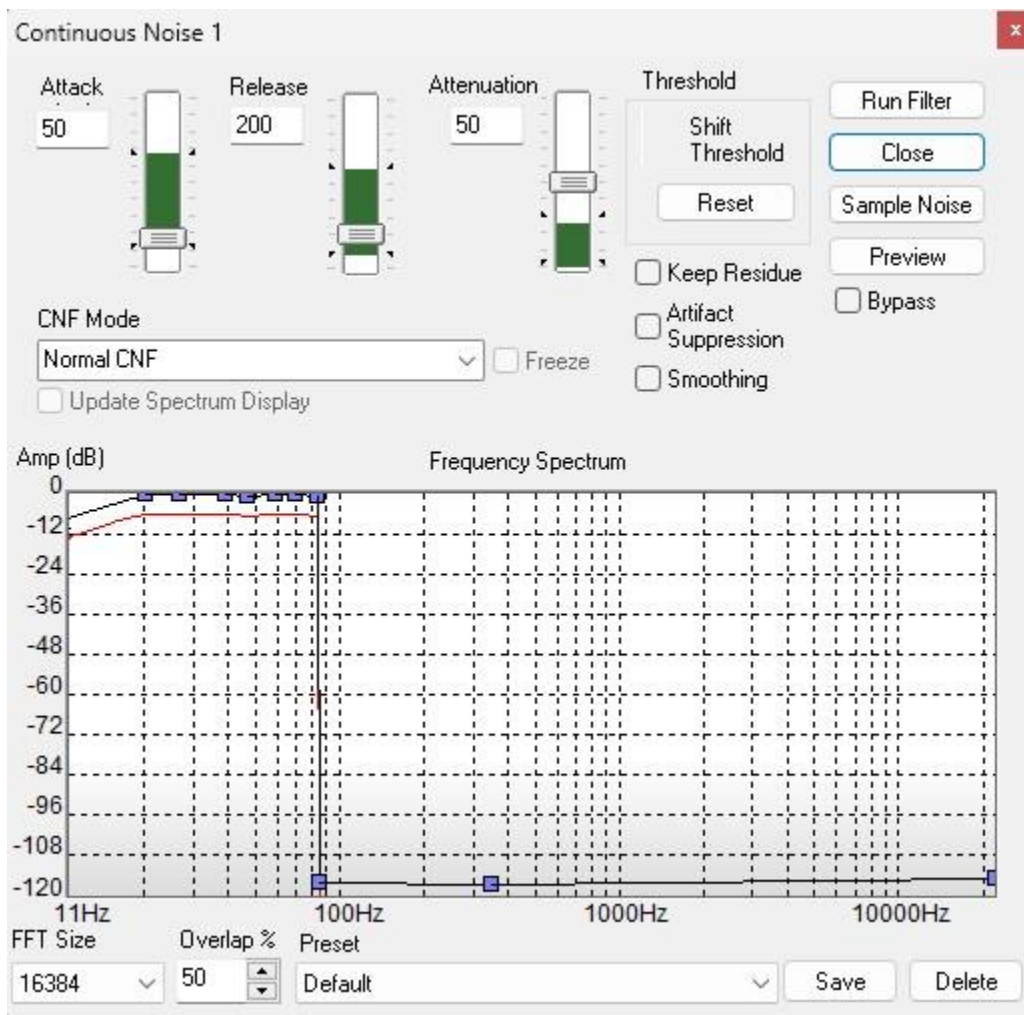 Continuous Noise 1
x
Attack
50
Release
200
Attenuation
50
Threshold
Shift
Threshold
Reset
Run Filter
Close
Sample Noise
Preview
Bypass
Keep Residue
Artifact
Suppression
Smoothing
CNF Mode
Normal CNF
Freeze
Update Spectrum Display
Amp (dB)
Frequency Spectrum
0
-12
-24
-36
-48
-60
-72
-84
-96
-108
-120
11Hz
100Hz
1000Hz
10000Hz
FFT Size
16384
Overlap %
50
Preset
Default
Save
Delete